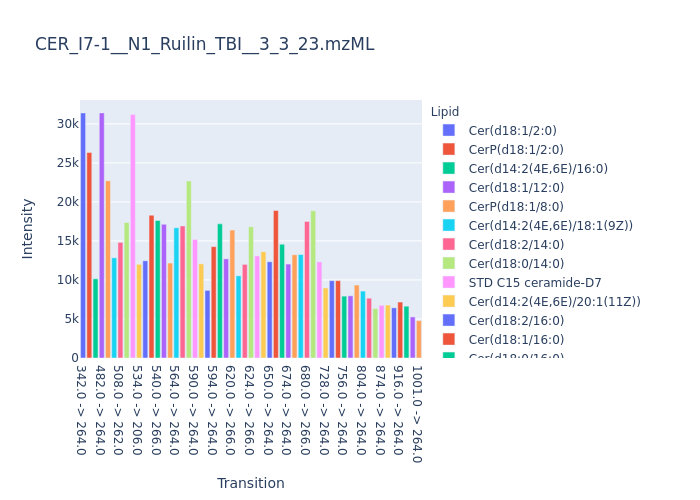 CER_I7-1__N1_Ruilin_TBI__3_3_23.mzML
Lipid
Cer(d18:1/2:0)
CerP(d18:1/2:0)
Cer(d14:2(4E,6E)/16:0)
Cer(d18:1/12:0)
CerP(d18:1/8:0)
Cer(d14:2(4E,6E)/18:1(9Z))
Cer(d18:2/14:0)
Cer(d18:0/14:0)
STD C15 ceramide-D7
Cer(d14:2(4E,6E)/20:1(11Z))
Cer(d18:2/16:0)
Cer(d18:1/16:0)
Cer(d18:0/16:0)
Intensity
30k
25k
20k
15k
10k
5k
0
342.0 -> 264.0
482.0 -> 264.0
508.0 -> 262.0
534.0 -> 206.0
540.0 -> 266.0
564.0 -> 264.0
590.0 -> 264.0
594.0 -> 264.0
620.0 -> 266.0
624.0 -> 266.0
650.0 -> 264.0
674.0 -> 264.0
680.0 -> 266.0
728.0 -> 264.0
756.0 -> 264.0
804.0 -> 264.0
874.0 -> 264.0
916.0 -> 264.0
1001.0 -> 264.0
Transition